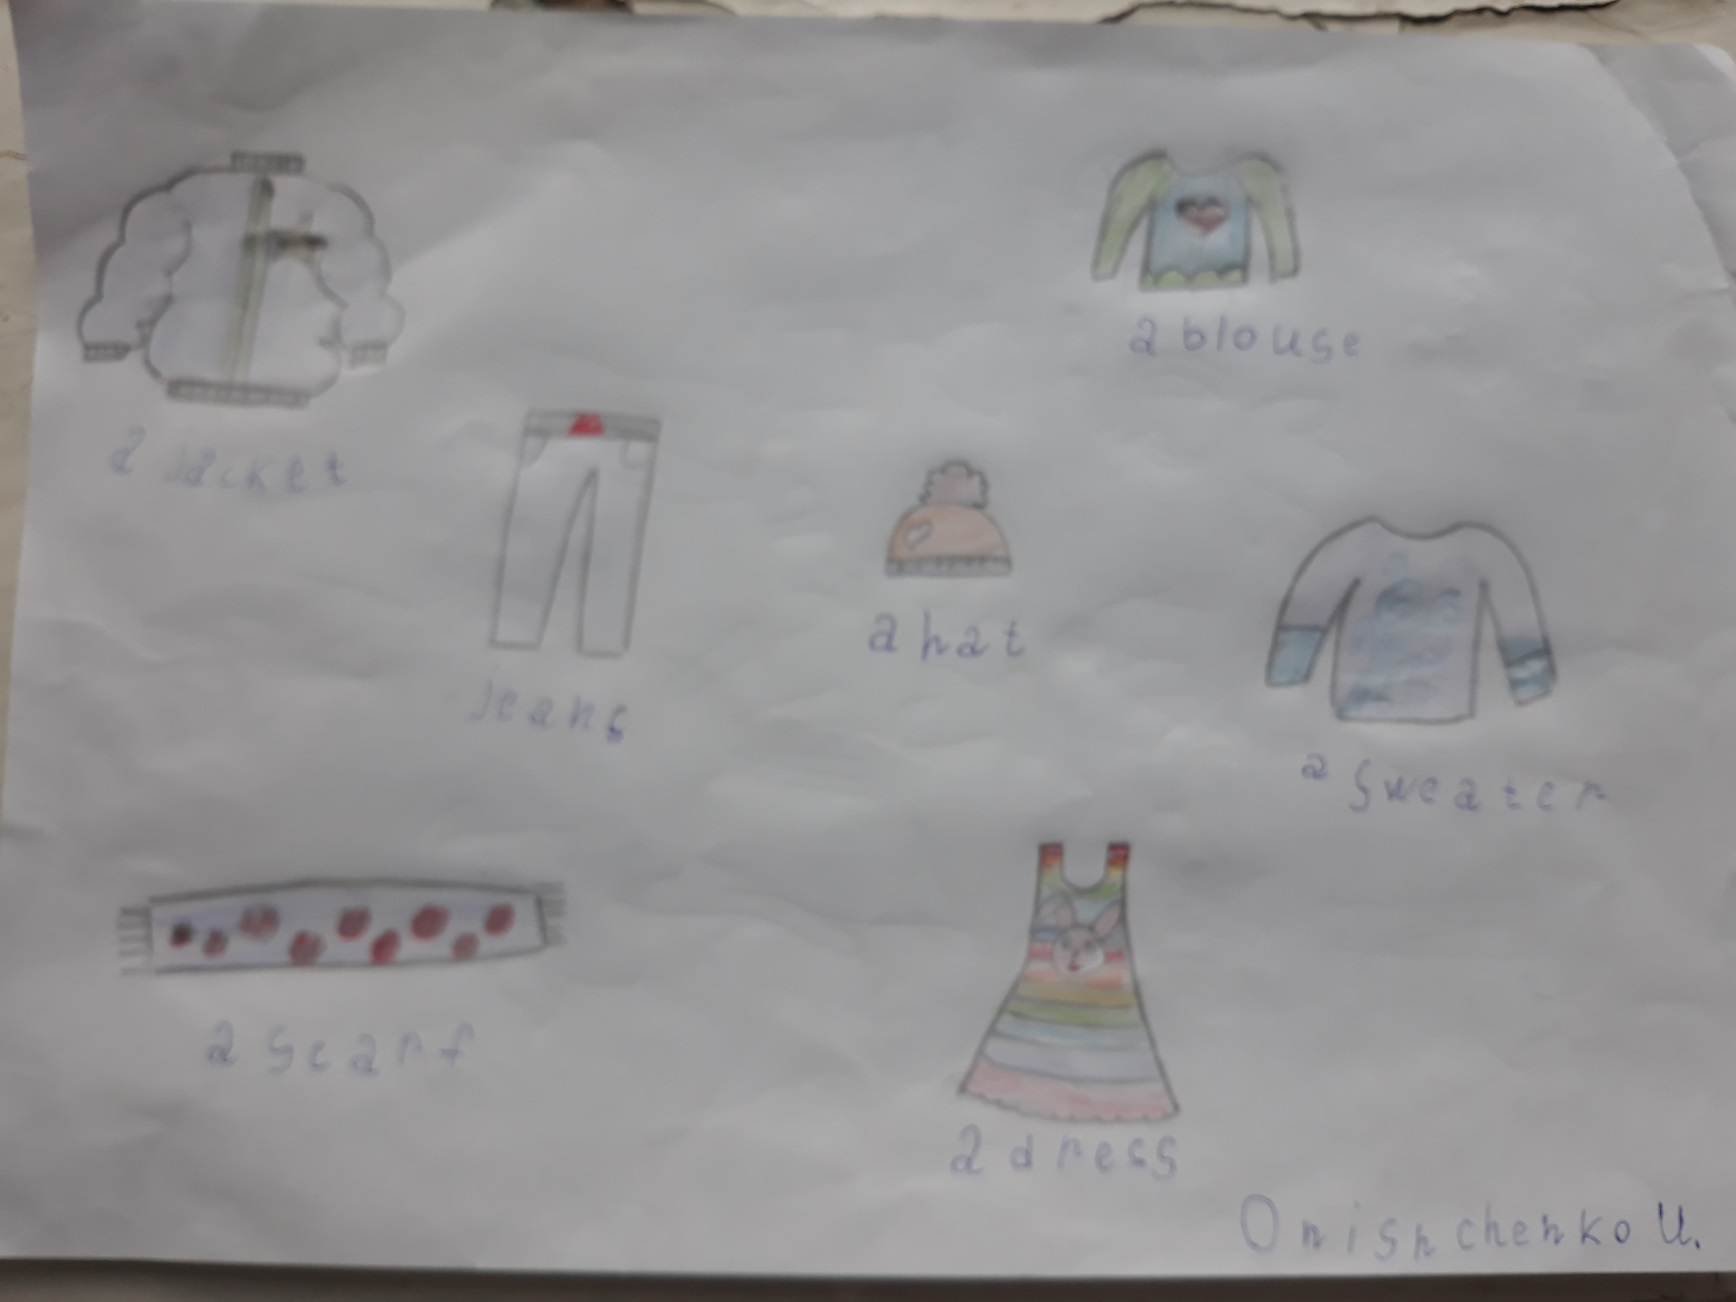 a blouse
a jacket
a hat
jeans
a sweater
a scarf
a dress
Onishchenko U.